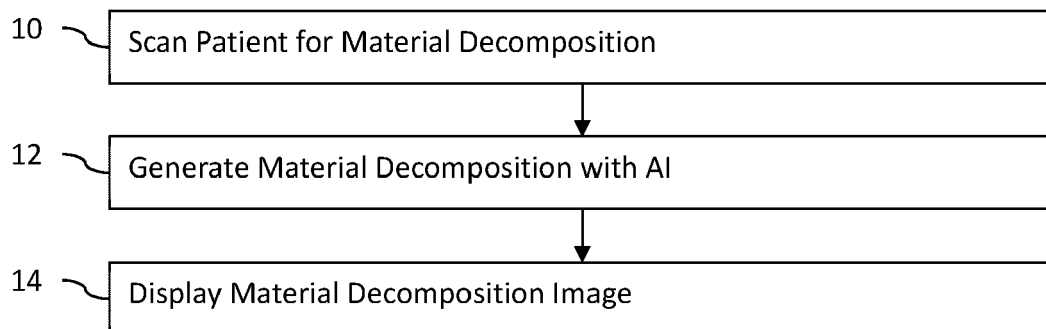 10 Scan Patient for Material Decomposition
12 Generate Material Decomposition with AI
14 Display Material Decomposition Image